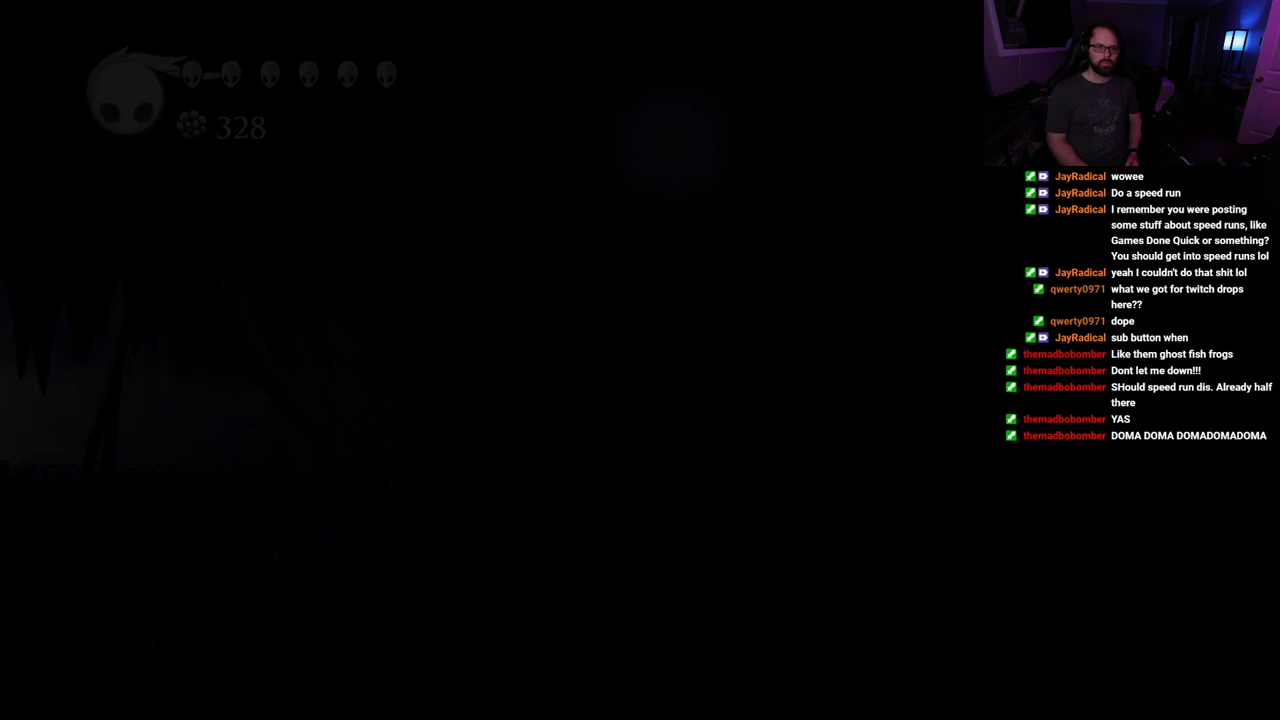 328
JayRadical wowee
JayRadical Do a speed run
JayRadical I remember you were posting
some stuff about speed runs, like
Games Done Quick or something?
You should get into speed runs lol
JayRadical yeah I couldn't do that shit lol
qwerty0971 what we got for twitch drops
here??
qwerty0971 dope
JayRadical sub button when
themadbobomber Like them ghost fish frogs
themadbobomber Dont let me down!!!
themadbobomber SHould speed run dis. Already half
there
themadbobomber YAS
themadbobomber DOMA DOMA DOMADOMADOMA